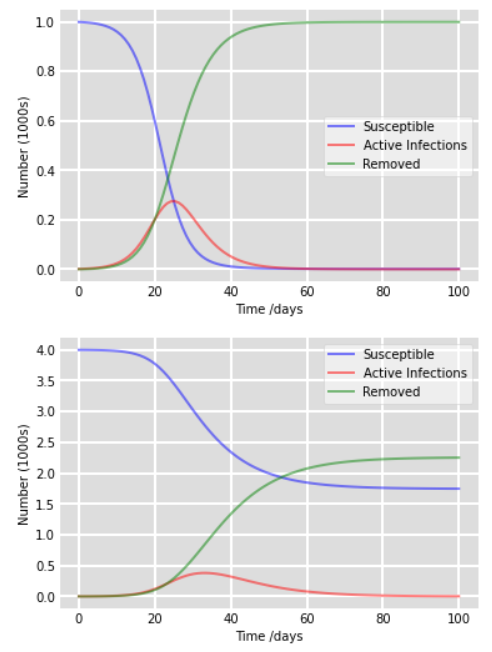 1.0
0.8
0.6
0.4
0.2
0.0
Number (1000s)
Susceptible
Active Infections
Removed
0 20 40 60 80 100
Time /days
4.0
3.5
3.0
2.5
2.0
1.5
1.0
0.5
0.0
Number (1000s)
Susceptible
Active Infections
Removed
0 20 40 60 80 100
Time /days